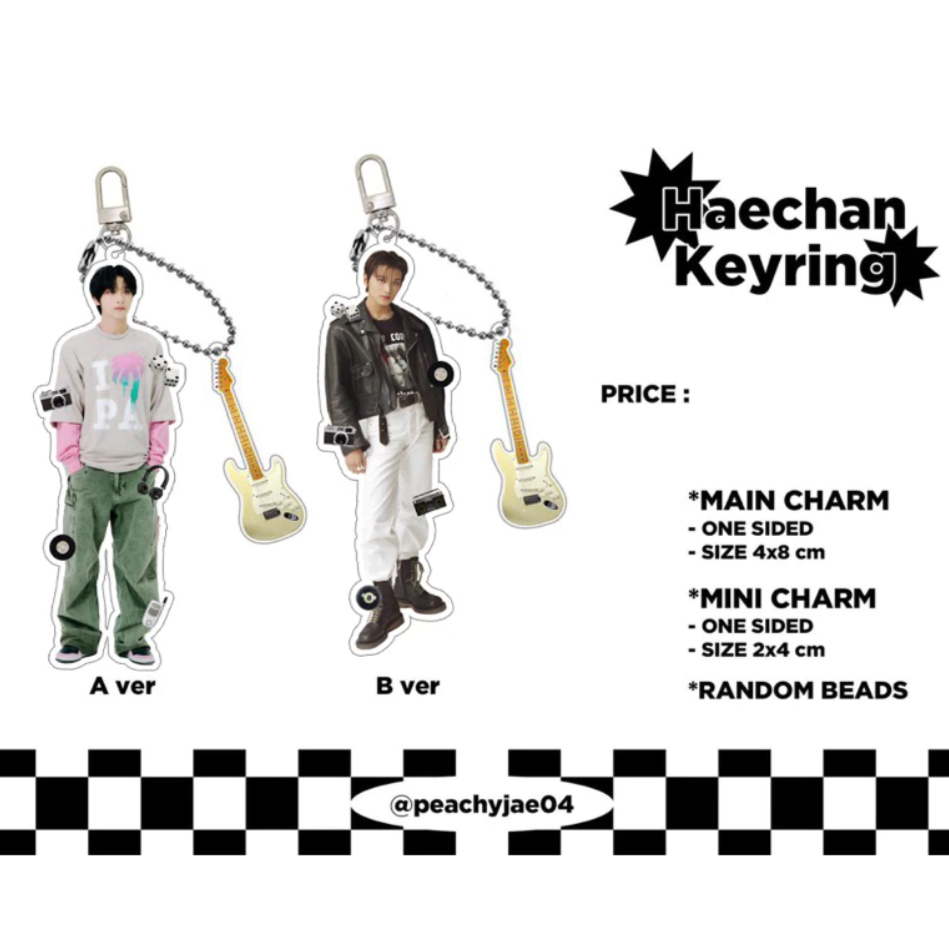 Haechan
Keyring
PRICE :
*MAIN CHARM
- ONE SIDED
- SIZE 4x8 cm
*MINI CHARM
- ONE SIDED
- SIZE 2x4 cm
*RANDOM BEADS
I
PA
A ver
B ver
@peachyjae04